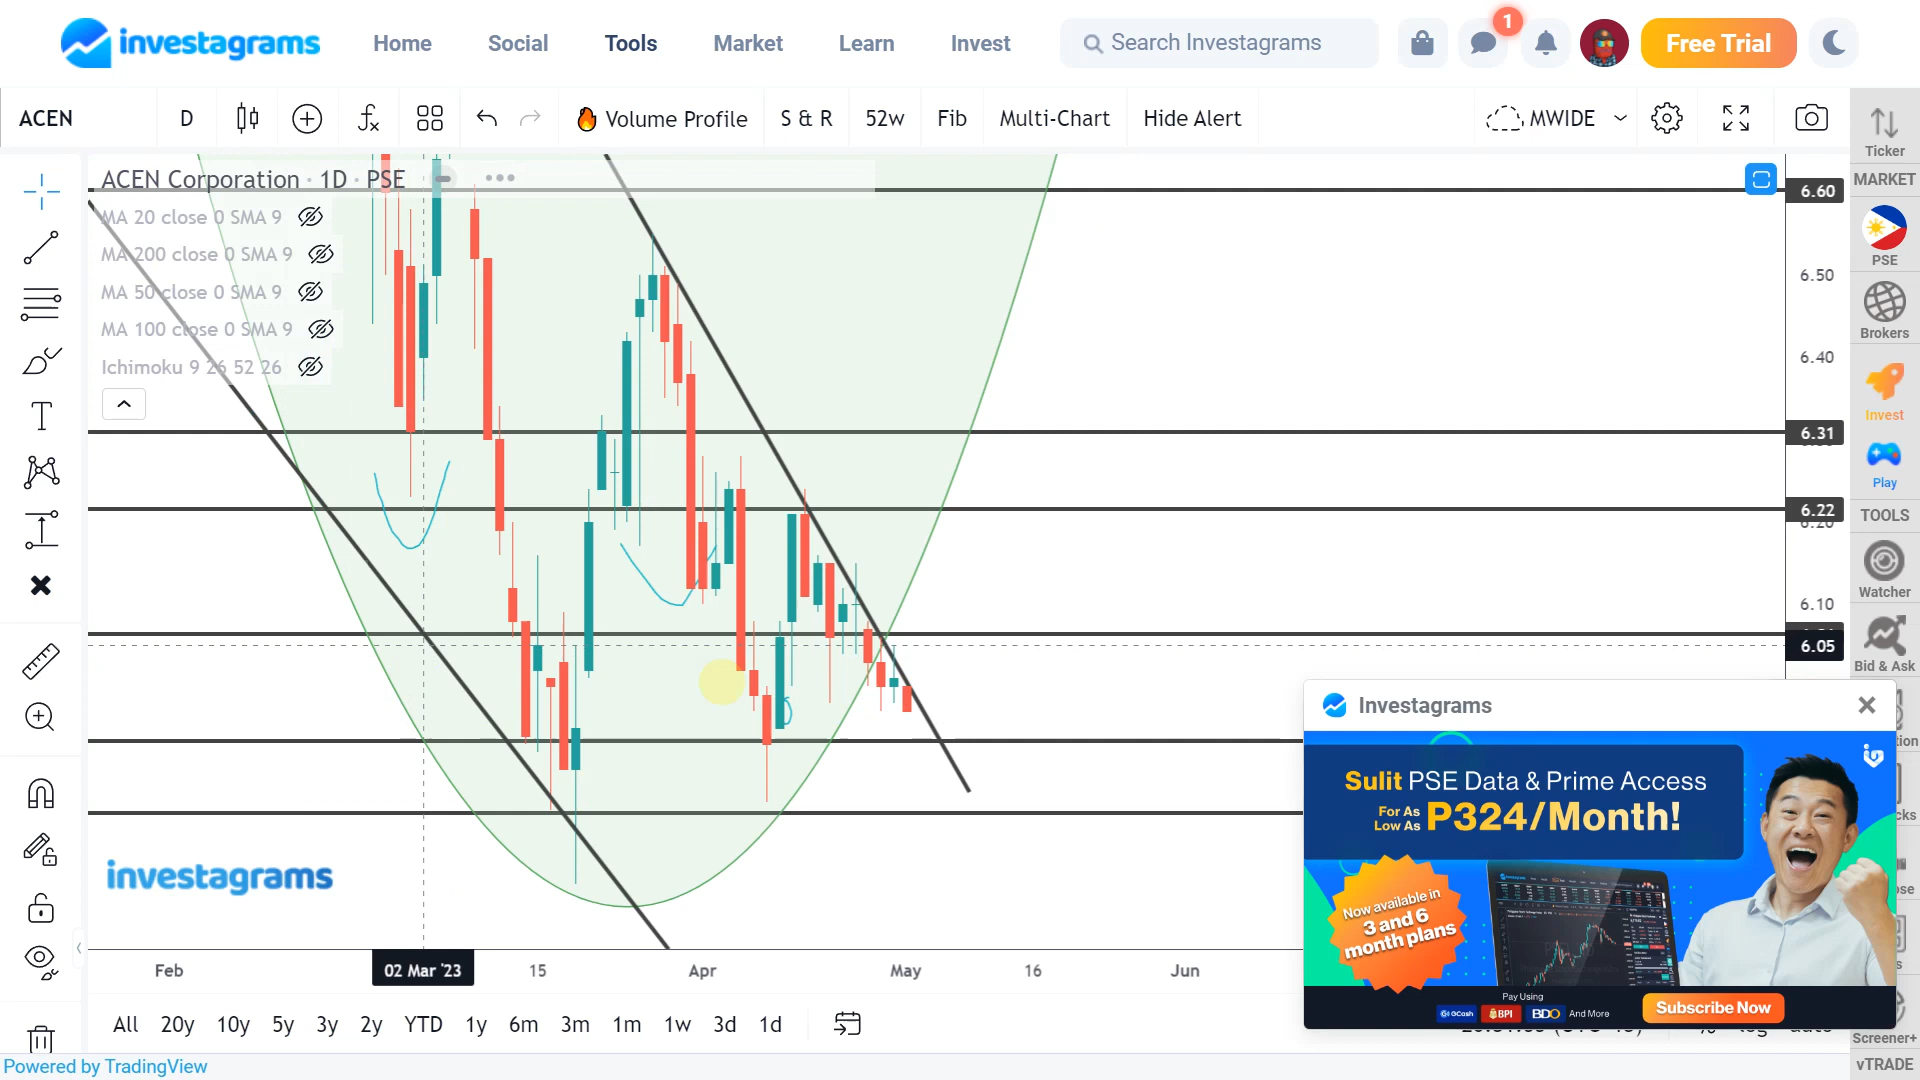 investagrams Home Social Tools Market Learn Invest Search Investagrams 1 Free Trial
ACEN D Volume Profile S & R 52w Fib Multi-Chart Hide Alert MWIDE
Ticker
MARKET
PSE
Brokers
Invest
Play
TOOLS
Watcher
Bid & Ask
Screener+
vTRADE
ACEN Corporation · 1D · PSE
MA 20 close 0 SMA 9
MA 200 close 0 SMA 9
MA 50 close 0 SMA 9
MA 100 close 0 SMA 9
Ichimoku 9 26 52 26
6.60
6.50
6.40
6.31
6.22
6.20
6.10
6.05
Investagrams
Sulit PSE Data & Prime Access
For As
Low As P324/Month!
Now available in
3 and 6
month plans
Pay Using
GCash BPI BDO And More
Subscribe Now
investagrams
Feb 02 Mar '23 15 Apr May 16 Jun
All 20y 10y 5y 3y 2y YTD 1y 6m 3m 1m 1w 3d 1d
Powered by TradingView